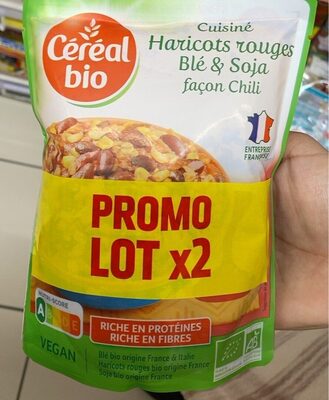 Céréal
bio
Cuisiné
Haricots rouges
Blé & Soja
façon Chili
ENTREPRISE
FRANÇAISE
PROMO
LOT x2
NUTRI-SCORE
A B C D E
RICHE EN PROTÉINES
RICHE EN FIBRES
VEGAN
Blé bio origine France & Italie
Haricots rouges bio origine France
Soja bio origine France
AB